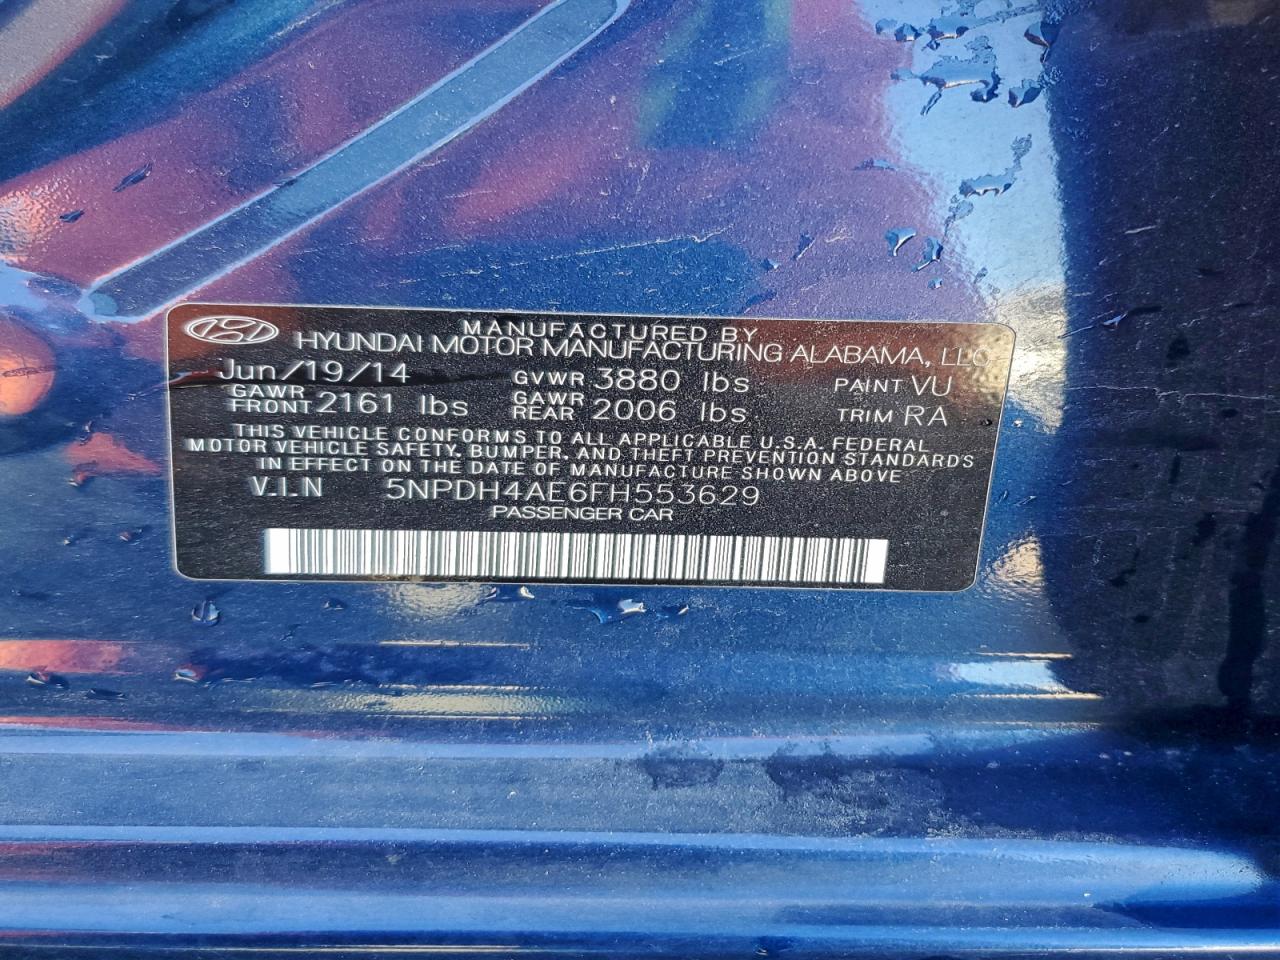 MANUFACTURED BY
HYUNDAI MOTOR MANUFACTURING ALABAMA, LLC
Jun/19/14 GVWR 3880 lbs PAINT VU
GAWR FRONT 2161 lbs GAWR REAR 2006 lbs TRIM RA
THIS VEHICLE CONFORMS TO ALL APPLICABLE U.S.A. FEDERAL
MOTOR VEHICLE SAFETY, BUMPER, AND THEFT PREVENTION STANDARDS
IN EFFECT ON THE DATE OF MANUFACTURE SHOWN ABOVE
V.I.N 5NPDH4AE6FH553629
PASSENGER CAR